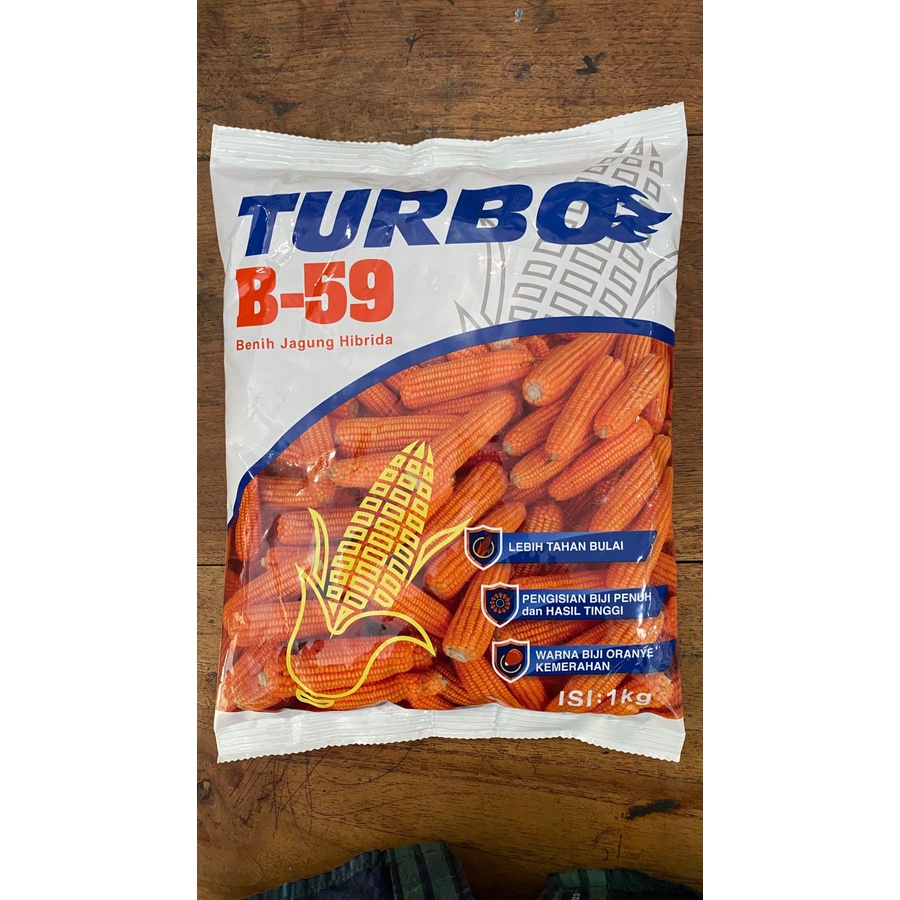 TURBO
B-59
Benih Jagung Hibrida
LEBIH TAHAN BULAI
PENGISIAN BIJI PENUH
dan HASIL TINGGI
WARNA BIJI ORANYE
KEMERAHAN
ISI : 1kg